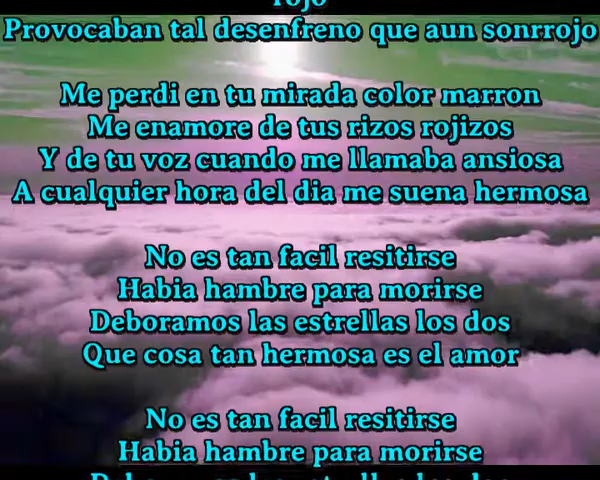 rojo
Provocaban tal desenfreno que aun sonrrojo
Me perdi en tu mirada color marron
Me enamore de tus rizos rojizos
Y de tu voz cuando me llamaba ansiosa
A cualquier hora del dia me suena hermosa
No es tan facil resitirse
Habia hambre para morirse
Deboramos las estrellas los dos
Que cosa tan hermosa es el amor
No es tan facil resitirse
Habia hambre para morirse